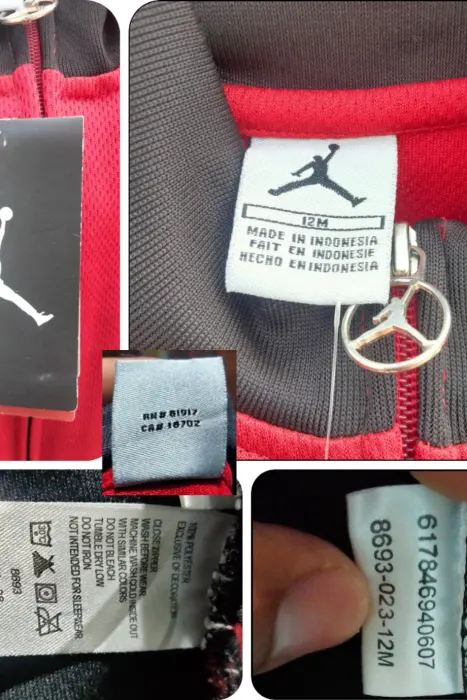 12M
MADE IN INDONESIA
FAIT EN INDONESIE
HECHO EN INDONESIA
RN# 61917
CA# 16702
100% POLYESTER
EXCLUSIVE OF DECORATION
CLOSE ZIPPER
WASH BEFORE WEAR
MACHINE WASH COLD INSIDE OUT
WITH SIMILAR COLORS
DO NOT BLEACH
TUMBLE DRY LOW
DO NOT IRON
NOT INTENDED FOR SLEEPWEAR
8693
617846940607
8693-023-12M